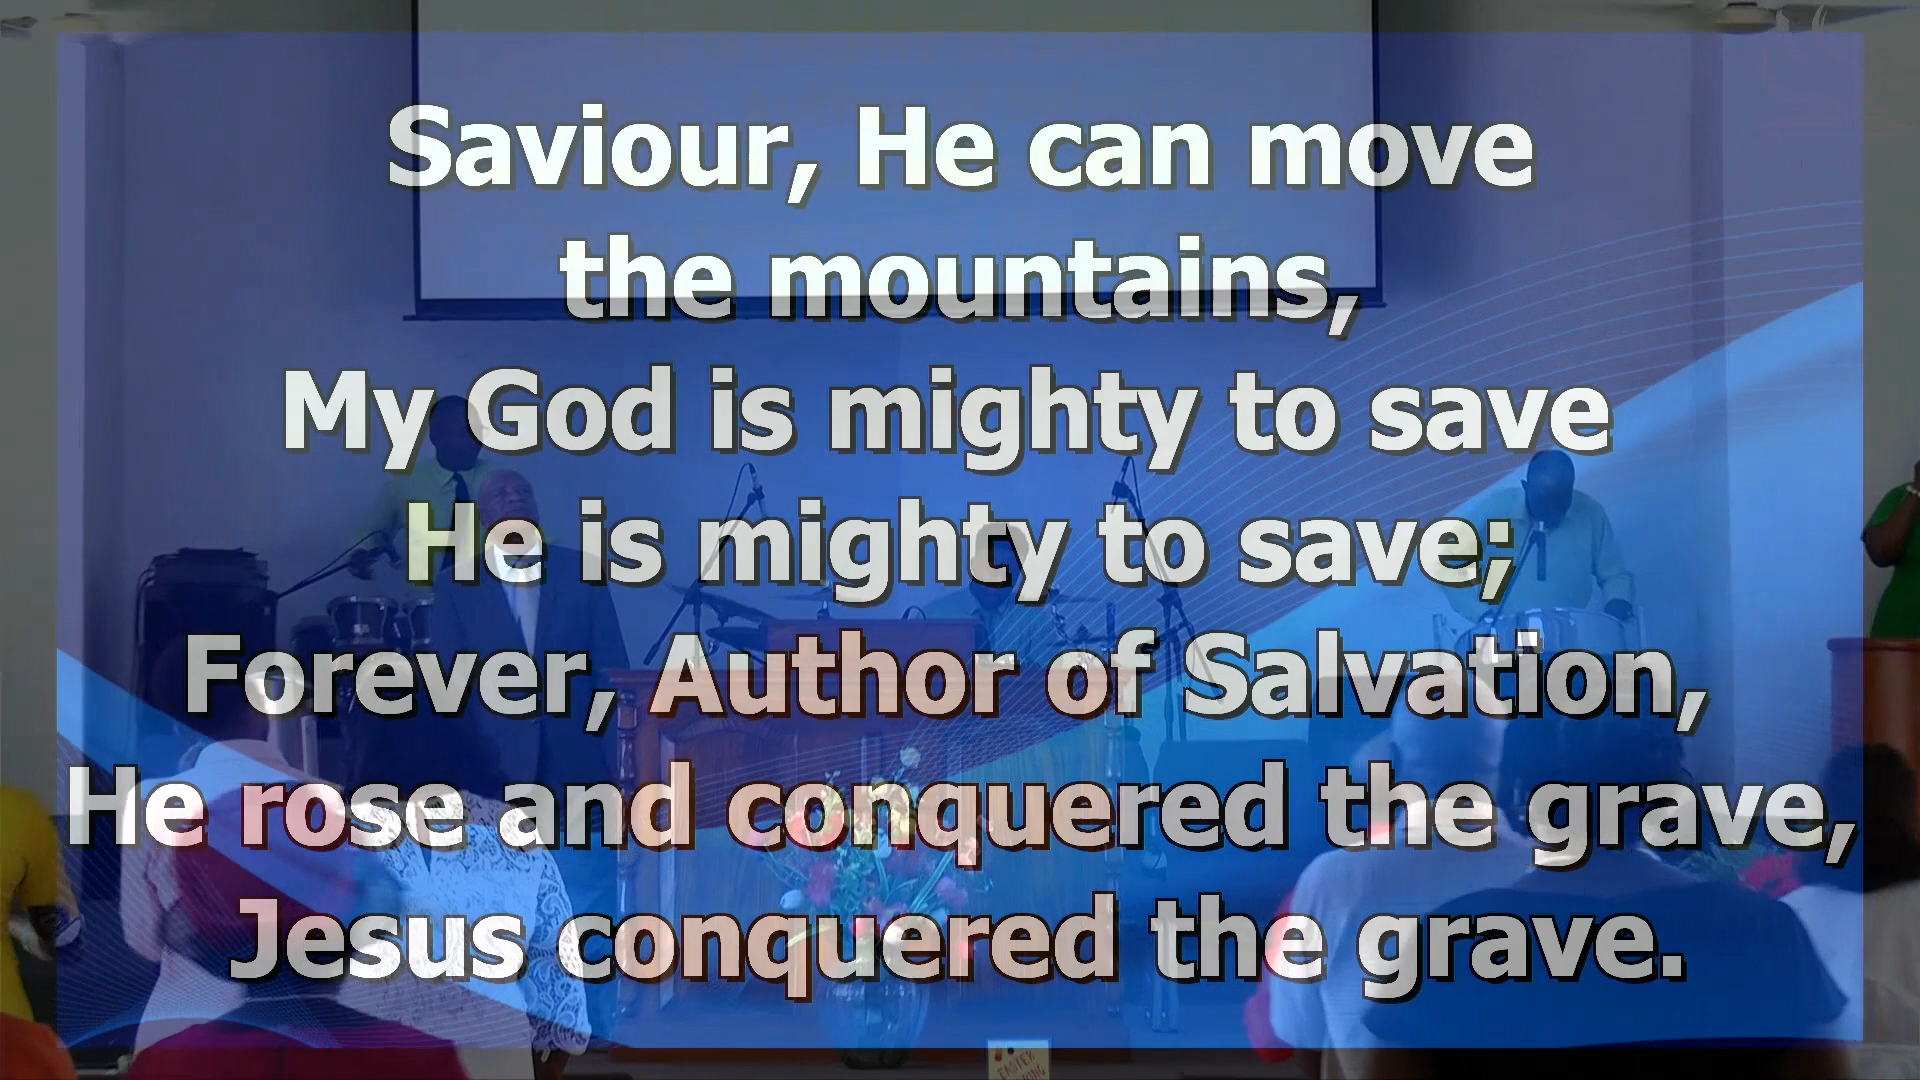 Saviour, He can move
the mountains,
My God is mighty to save
He is mighty to save;
Forever, Author of Salvation,
He rose and conquered the grave,
Jesus conquered the grave.
EASTER